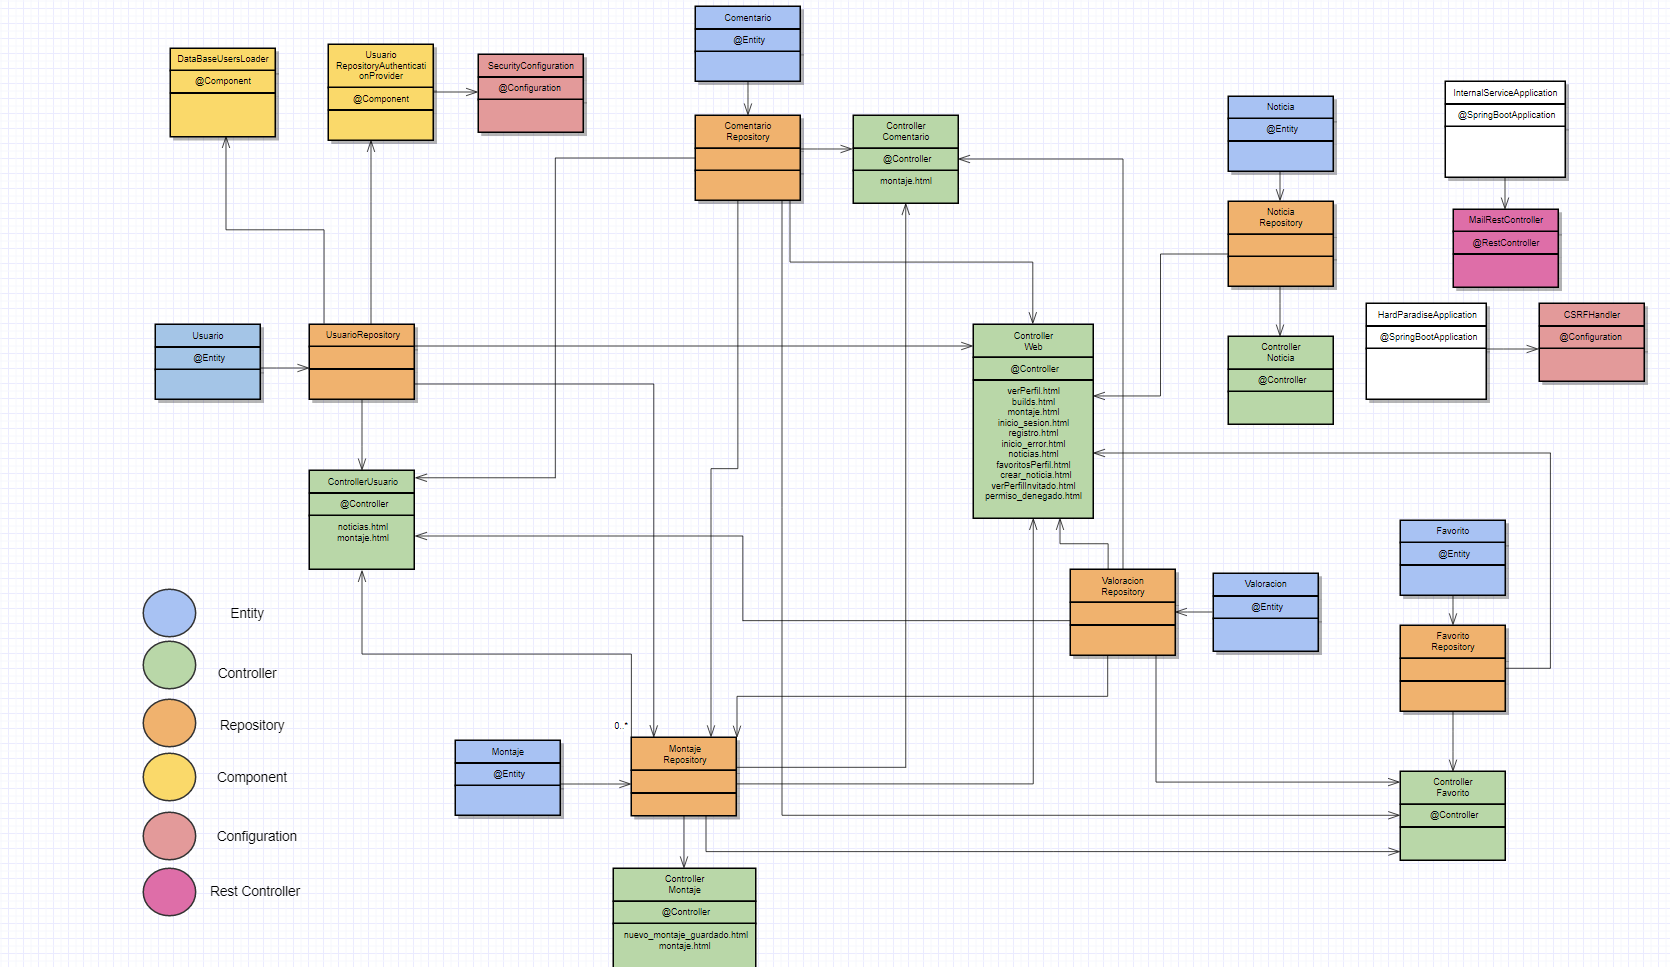 Comentario
@Entity
DataBaseUsersLoader
@Component
Usuario
RepositoryAuthenticati
onProvider
@Component
SecurityConfiguration
@Configuration
Comentario
Repository
Controller
Comentario
@Controller
montaje.html
Noticia
@Entity
InternalServiceApplication
@SpringBootApplication
Noticia
Repository
MailRestController
@RestController
Usuario
@Entity
UsuarioRepository
Controller
Web
@Controller
verPerfil.html
builds.html
montaje.html
inicio_sesion.html
registro.html
inicio_error.html
noticias.html
favoritosPerfil.html
crear_noticia.html
verPerfilInvitado.html
permiso_denegado.html
Controller
Noticia
@Controller
HardParadiseApplication
@SpringBootApplication
CSRFHandler
@Configuration
ControllerUsuario
@Controller
noticias.html
montaje.html
Favorito
@Entity
Valoracion
Repository
Valoracion
@Entity
Favorito
Repository
Entity
Controller
Repository
Component
Configuration
Rest Controller
0..*
Montaje
@Entity
Montaje
Repository
Controller
Favorito
@Controller
Controller
Montaje
@Controller
nuevo_montaje_guardado.html
montaje.html